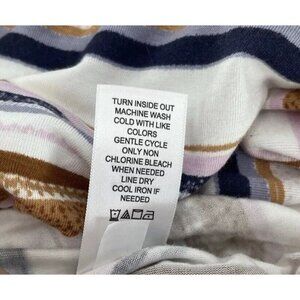 TURN INSIDE OUT
MACHINE WASH
COLD WITH LIKE
COLORS
GENTLE CYCLE
ONLY NON
CHLORINE BLEACH
WHEN NEEDED
LINE DRY
COOL IRON IF
NEEDED